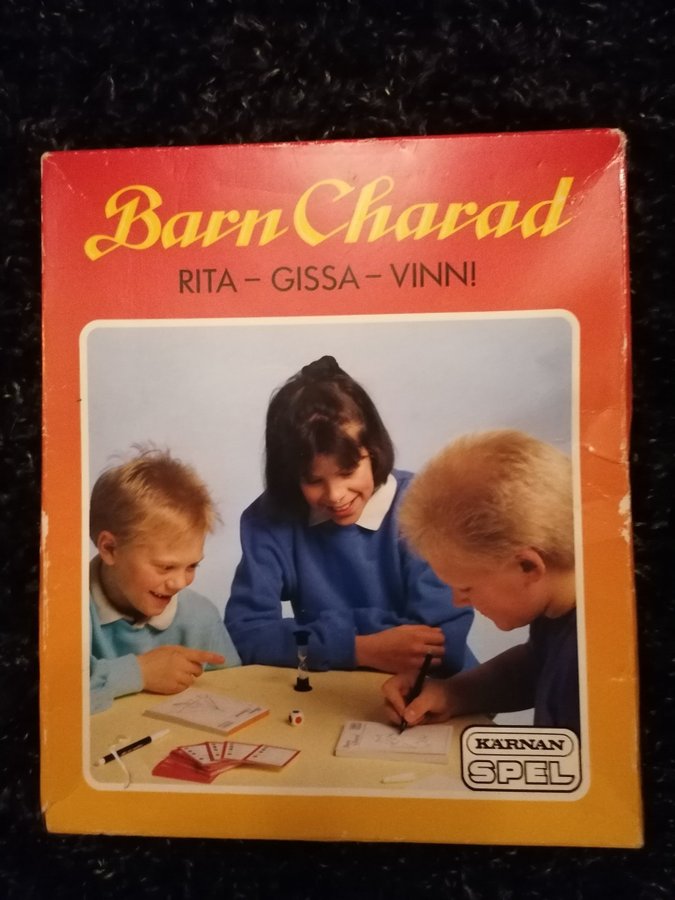 Barn Charad
RITA – GISSA – VINN!
KÄRNAN
SPEL